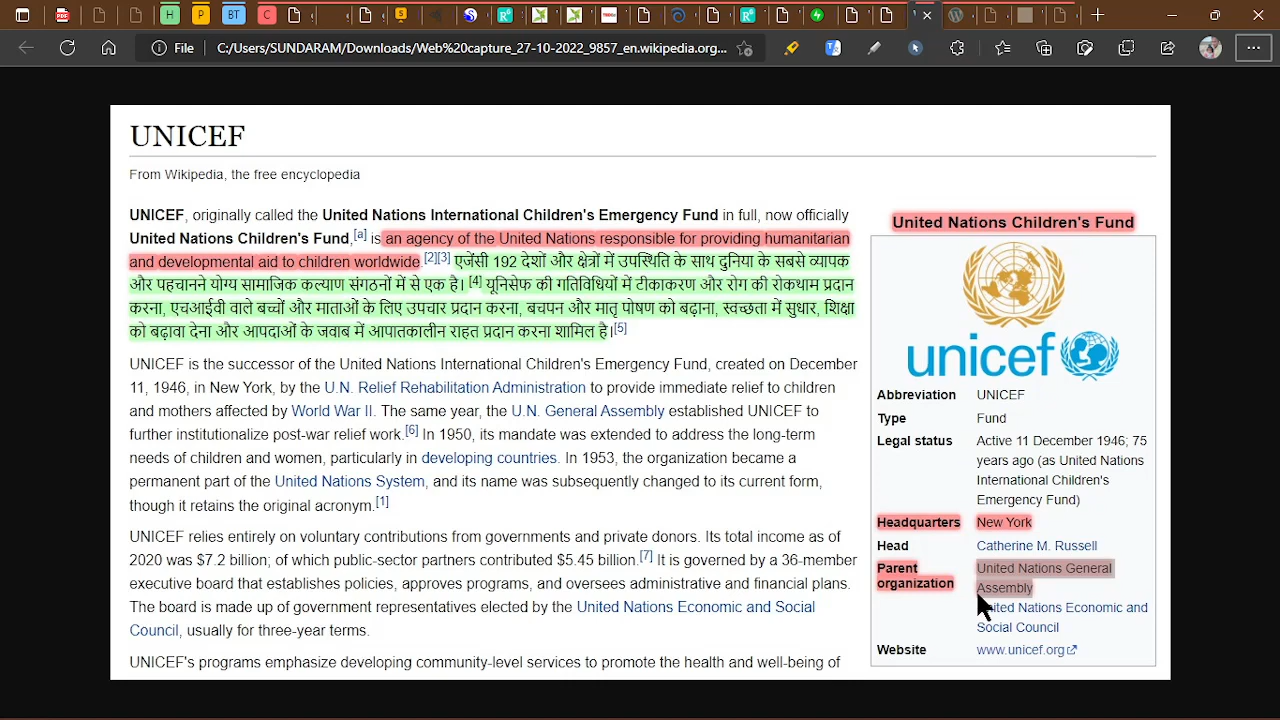 H
P
BT
C
File
C:/Users/SUNDARAM/Downloads/Web%20capture_27-10-2022_9857_en.wikipedia.org...
UNICEF
From Wikipedia, the free encyclopedia
UNICEF, originally called the United Nations International Children's Emergency Fund in full, now officially
United Nations Children's Fund,[a] is an agency of the United Nations responsible for providing humanitarian
and developmental aid to children worldwide.[2][3] एजेंसी 192 देशों और क्षेत्रों में उपस्थिति के साथ दुनिया के सबसे व्यापक
और पहचानने योग्य सामाजिक कल्याण संगठनों में से एक है। [4] यूनिसेफ की गतिविधियों में टीकाकरण और रोग की रोकथाम प्रदान
करना, एचआईवी वाले बच्चों और माताओं के लिए उपचार प्रदान करना, बचपन और मातृ पोषण को बढ़ाना, स्वच्छता में सुधार, शिक्षा
को बढ़ावा देना और आपदाओं के जवाब में आपातकालीन राहत प्रदान करना शामिल है।[5]
UNICEF is the successor of the United Nations International Children's Emergency Fund, created on December
11, 1946, in New York, by the U.N. Relief Rehabilitation Administration to provide immediate relief to children
and mothers affected by World War II. The same year, the U.N. General Assembly established UNICEF to
further institutionalize post-war relief work.[6] In 1950, its mandate was extended to address the long-term
needs of children and women, particularly in developing countries. In 1953, the organization became a
permanent part of the United Nations System, and its name was subsequently changed to its current form,
though it retains the original acronym.[1]
UNICEF relies entirely on voluntary contributions from governments and private donors. Its total income as of
2020 was $7.2 billion; of which public-sector partners contributed $5.45 billion.[7] It is governed by a 36-member
executive board that establishes policies, approves programs, and oversees administrative and financial plans.
The board is made up of government representatives elected by the United Nations Economic and Social
Council, usually for three-year terms.
UNICEF's programs emphasize developing community-level services to promote the health and well-being of
United Nations Children's Fund
unicef
Abbreviation UNICEF
Type Fund
Legal status Active 11 December 1946; 75
years ago (as United Nations
International Children's
Emergency Fund)
Headquarters New York
Head Catherine M. Russell
Parent United Nations General
organization Assembly
Nations Economic and
Social Council
Website www.unicef.org